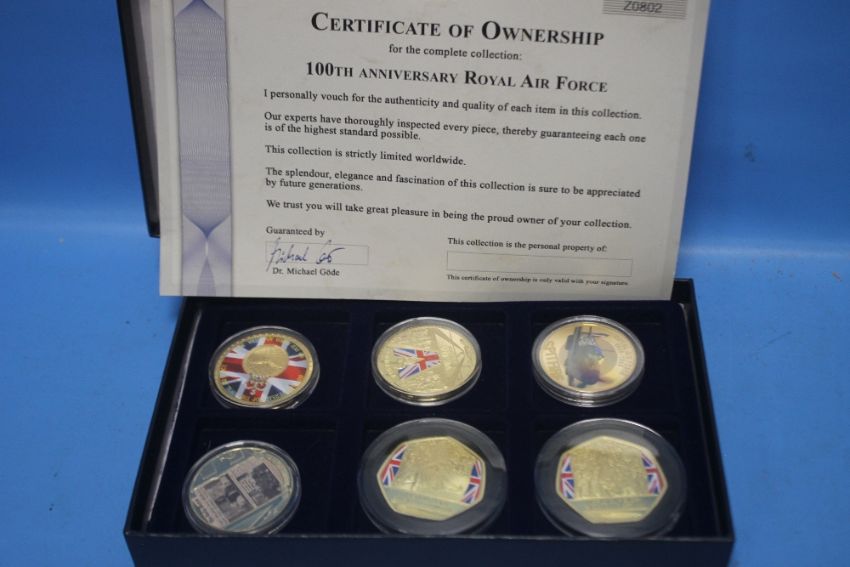 Z0802
CERTIFICATE OF OWNERSHIP
for the complete collection:
100TH ANNIVERSARY ROYAL AIR FORCE
I personally vouch for the authenticity and quality of each item in this collection.
Our experts have thoroughly inspected every piece, thereby guaranteeing each one
is of the highest standard possible.
This collection is strictly limited worldwide.
The splendour, elegance and fascination of this collection is sure to be appreciated
by future generations.
We trust you will take great pleasure in being the proud owner of your collection.
Guaranteed by
Dr. Michael Göde
This collection is the personal property of:
This certificate of ownership is only valid with your signature.